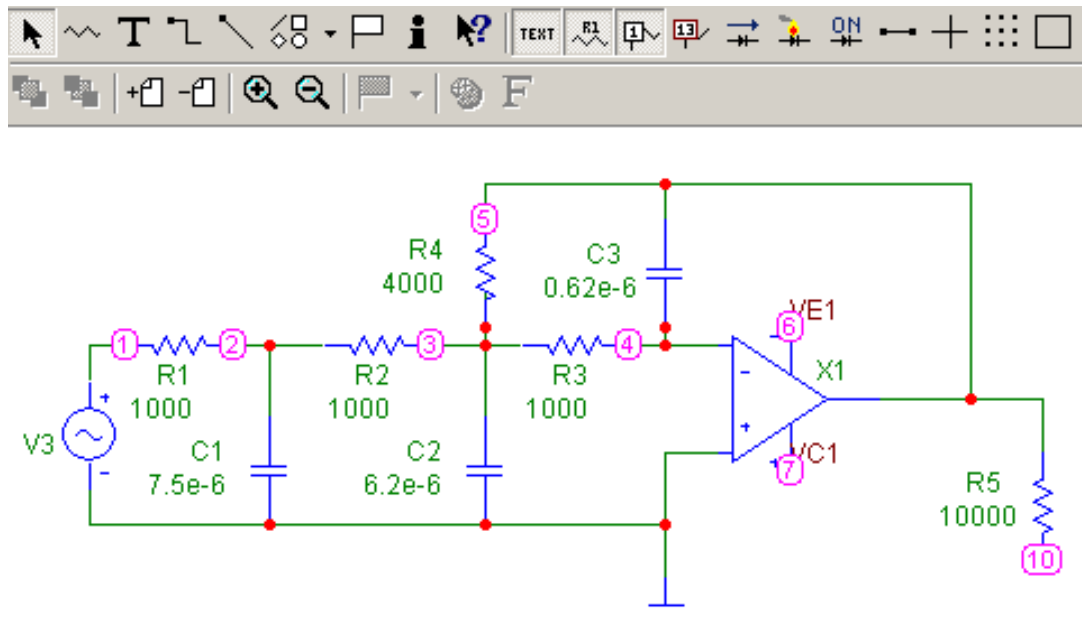 T ? TEXT R1 1 13 ON
F
5
R4
4000
C3
0.62e-6
VE1
6
1 2 3 4
R1
1000
R2
1000
R3
1000
X1
V3
C1
7.5e-6
C2
6.2e-6
VC1
7
R5
10000
10